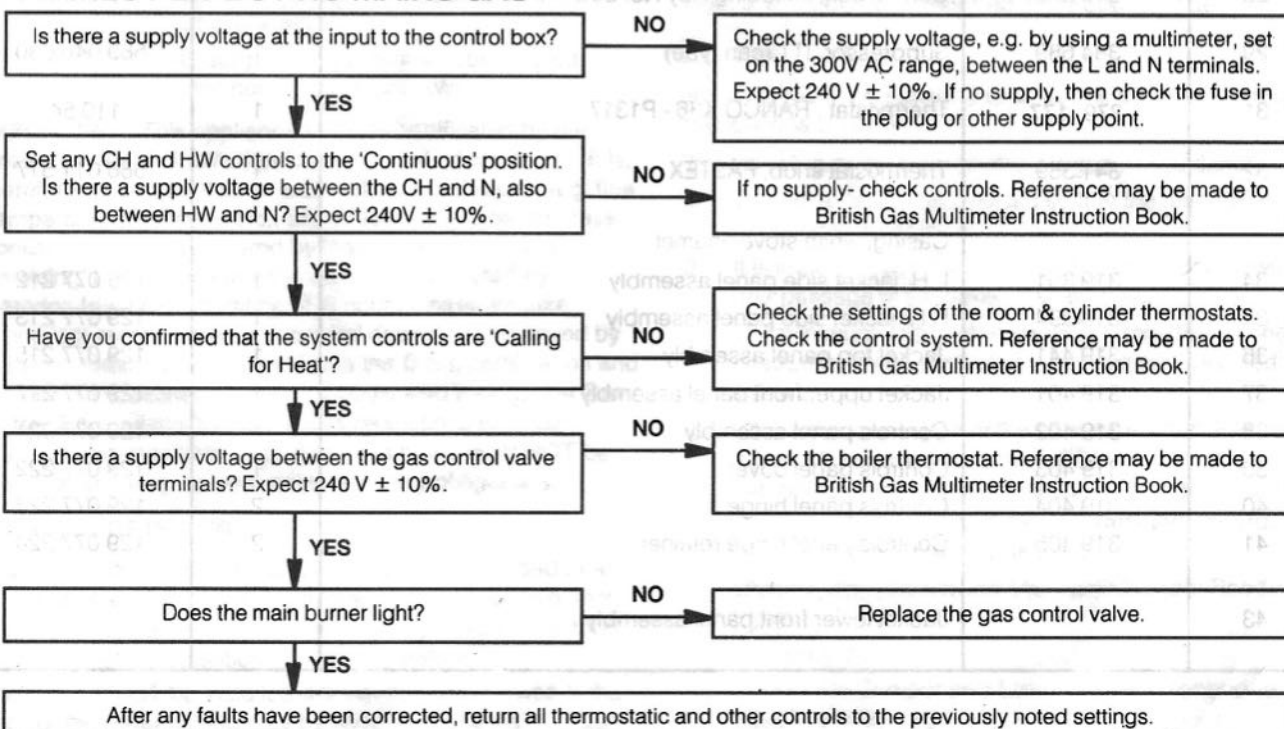 Is there a supply voltage at the input to the control box?
NO
Check the supply voltage, e.g. by using a multimeter, set
on the 300V AC range, between the L and N terminals.
Expect 240 V ± 10%. If no supply, then check the fuse in
the plug or other supply point.
YES
Set any CH and HW controls to the 'Continuous' position.
Is there a supply voltage between the CH and N, also
between HW and N? Expect 240V ± 10%.
NO
If no supply- check controls. Reference may be made to
British Gas Multimeter Instruction Book.
YES
Have you confirmed that the system controls are 'Calling
for Heat'?
NO
Check the settings of the room & cylinder thermostats.
Check the control system. Reference may be made to
British Gas Multimeter Instruction Book.
YES
Is there a supply voltage between the gas control valve
terminals? Expect 240 V ± 10%.
NO
Check the boiler thermostat. Reference may be made to
British Gas Multimeter Instruction Book.
YES
Does the main burner light?
NO
Replace the gas control valve.
YES
After any faults have been corrected, return all thermostatic and other controls to the previously noted settings.